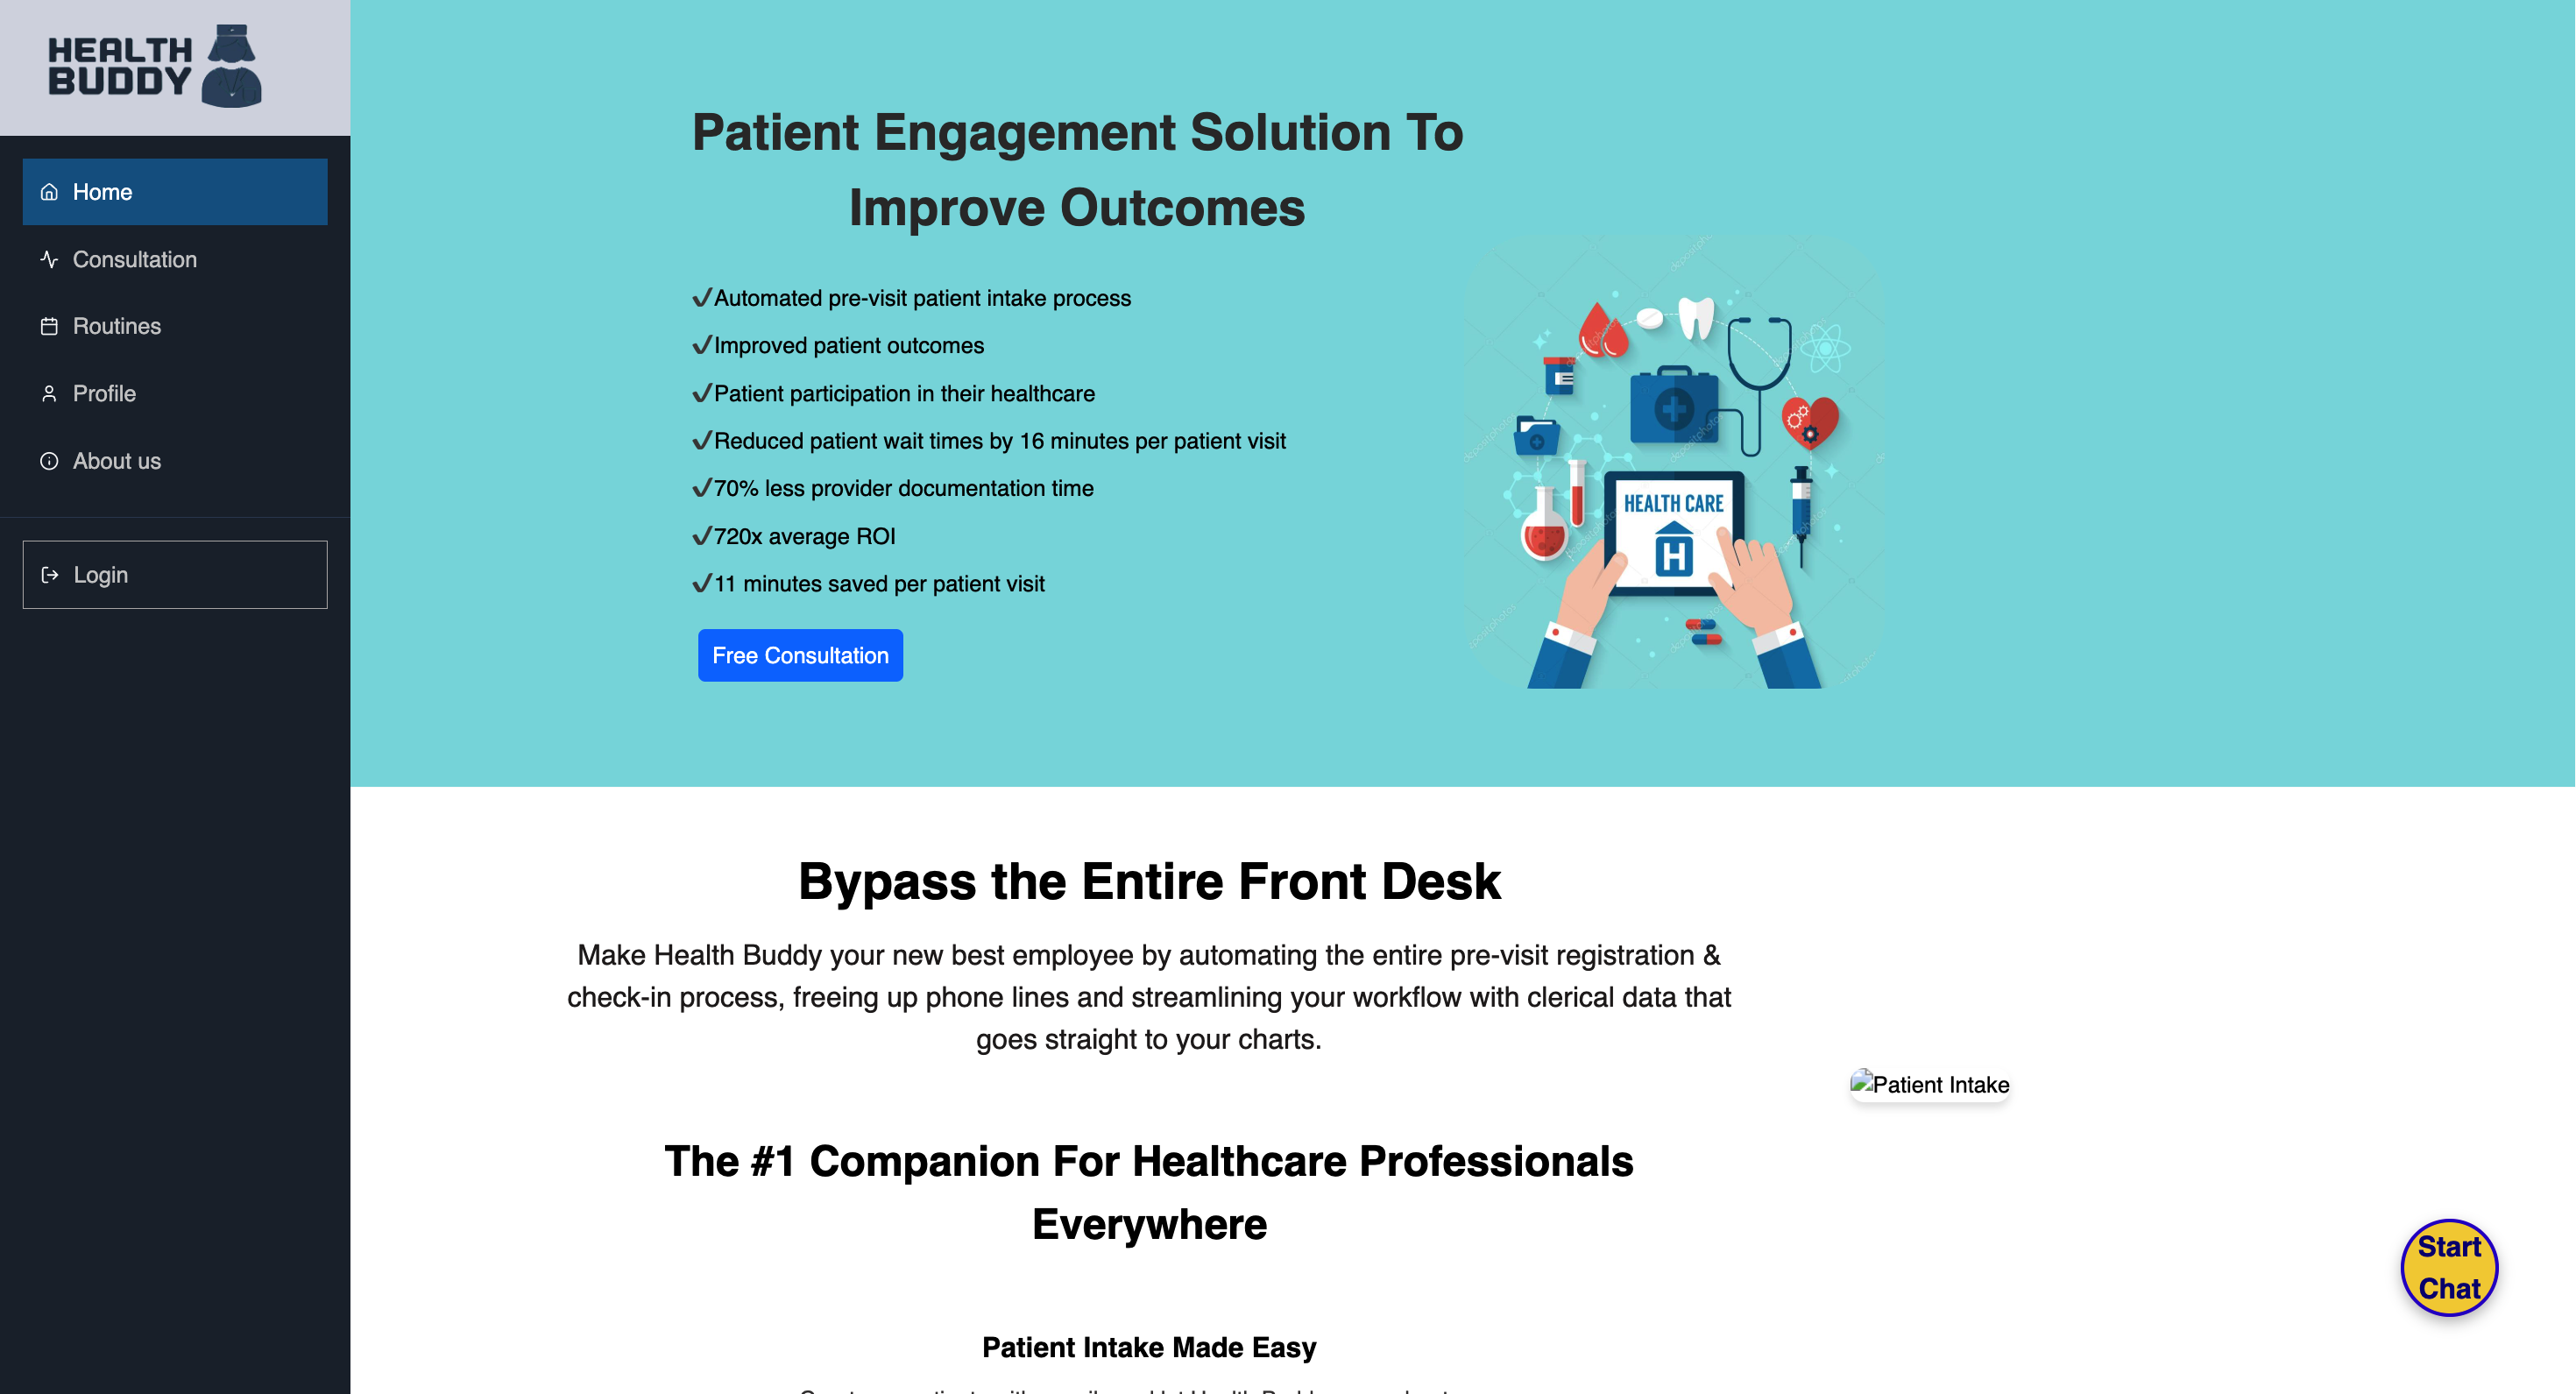 HEALTH
BUDDY
Home
Consultation
Routines
Profile
About us
Login
Patient Engagement Solution To
Improve Outcomes
✔Automated pre-visit patient intake process
✔Improved patient outcomes
✔Patient participation in their healthcare
✔Reduced patient wait times by 16 minutes per patient visit
✔70% less provider documentation time
✔720x average ROI
✔11 minutes saved per patient visit
Free Consultation
HEALTH CARE
H
depositphotos
Bypass the Entire Front Desk
Make Health Buddy your new best employee by automating the entire pre-visit registration &
check-in process, freeing up phone lines and streamlining your workflow with clerical data that
goes straight to your charts.
Patient Intake
The #1 Companion For Healthcare Professionals
Everywhere
Start
Chat
Patient Intake Made Easy